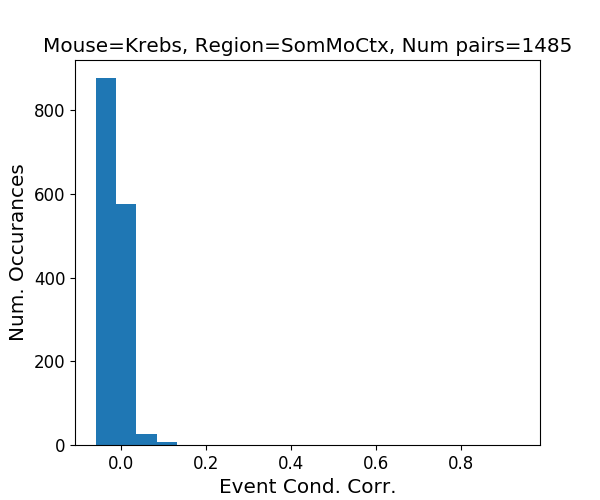 Mouse=Krebs, Region=SomMoCtx, Num pairs=1485
Num. Occurances
800
600
400
200
0
0.0 0.2 0.4 0.6 0.8
Event Cond. Corr.